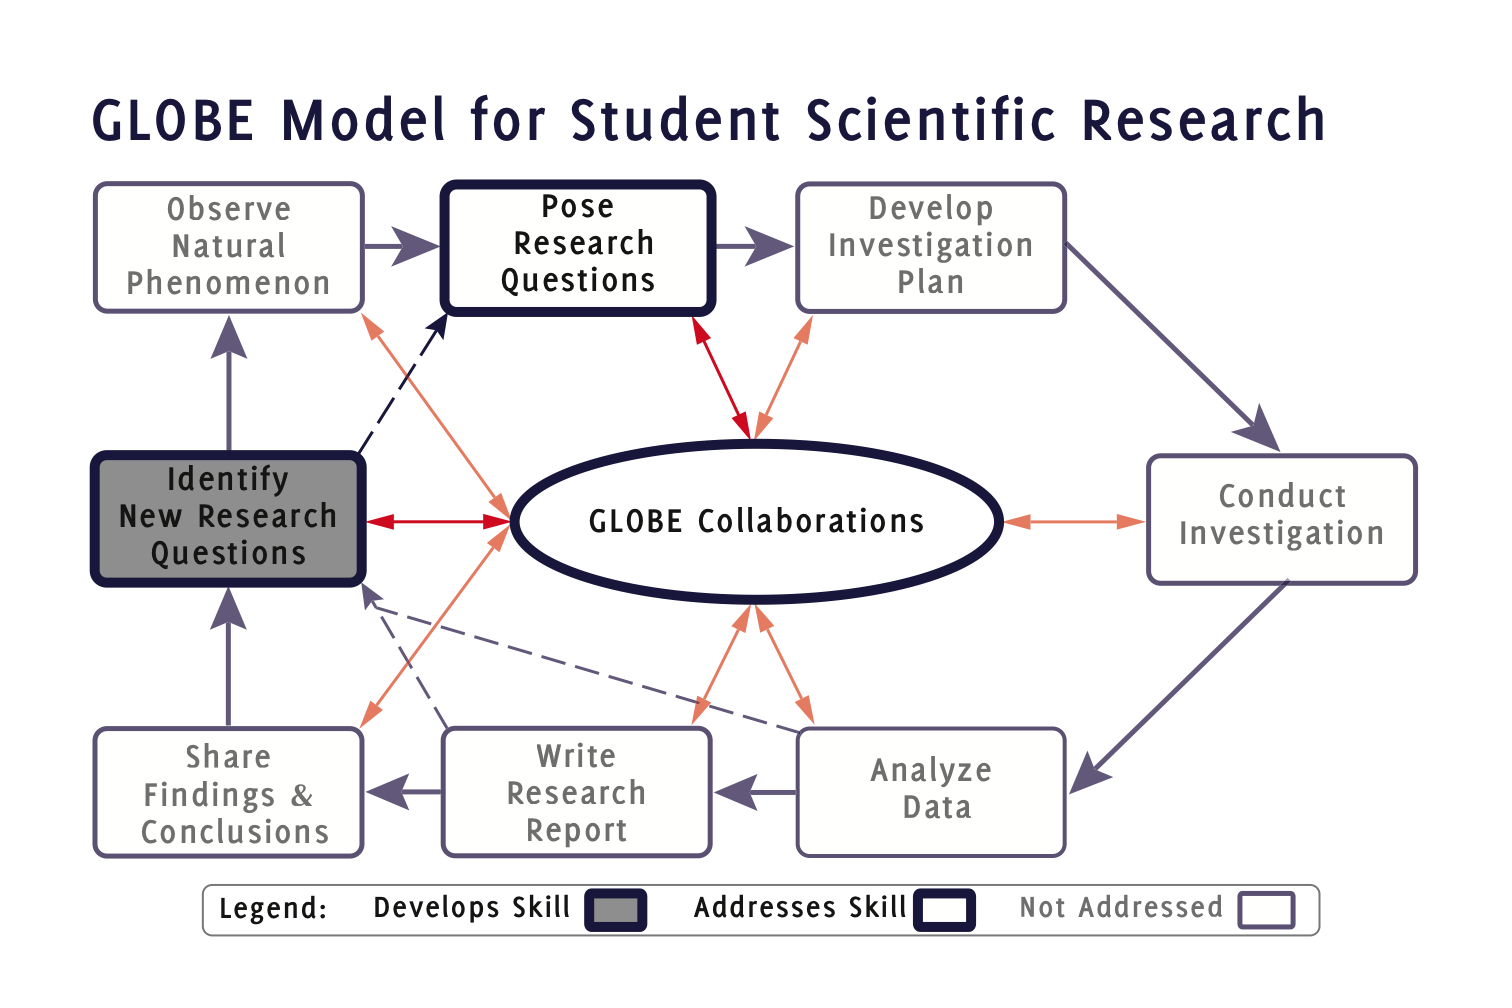 GLOBE Model for Student Scientific Research
Observe
Natural
Phenomenon
Pose
Research
Questions
Develop
Investigation
Plan
Identify
New Research
Questions
GLOBE Collaborations
Conduct
Investigation
Share
Findings &
Conclusions
Write
Research
Report
Analyze
Data
Legend: Develops Skill Addresses Skill Not Addressed